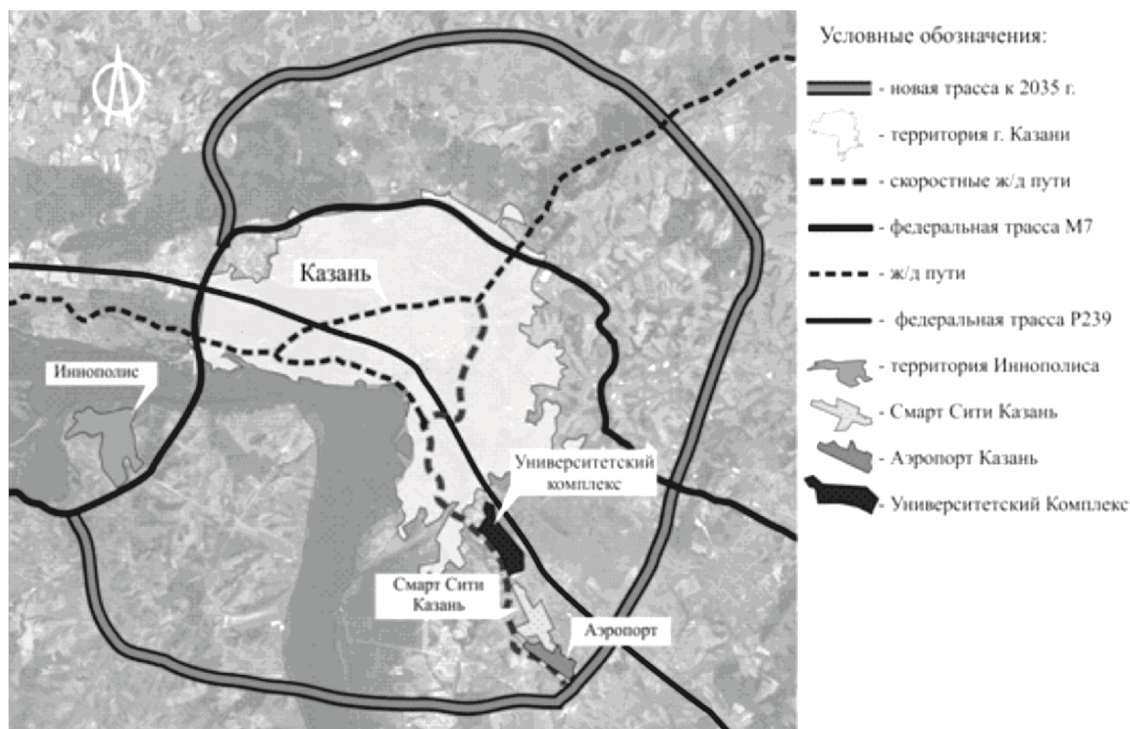 Условные обозначения:
- новая трасса к 2035 г.
- территория г. Казани
- скоростные ж/д пути
- федеральная трасса М7
- ж/д пути
- федеральная трасса Р239
- территория Иннополиса
- Смарт Сити Казань
- Аэропорт Казань
- Университетский Комплекс
Казань
Иннополис
Университетский
комплекс
Смарт Сити
Казань
Аэропорт